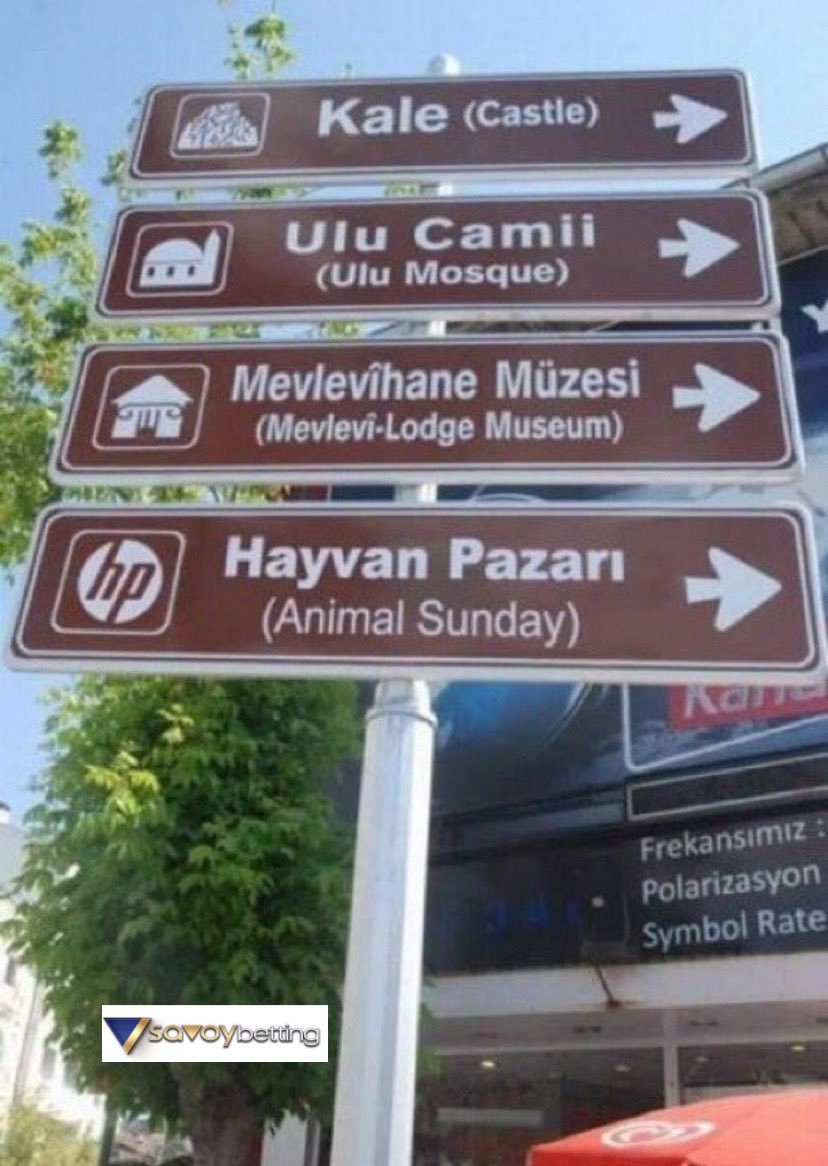 Kale (Castle)
Ulu Camii
(Ulu Mosque)
Mevlevîhane Müzesi
(Mevlevî-Lodge Museum)
hp
Hayvan Pazarı
(Animal Sunday)
Frekansımız :
Polarizasyon
Symbol Rate
savoybetting